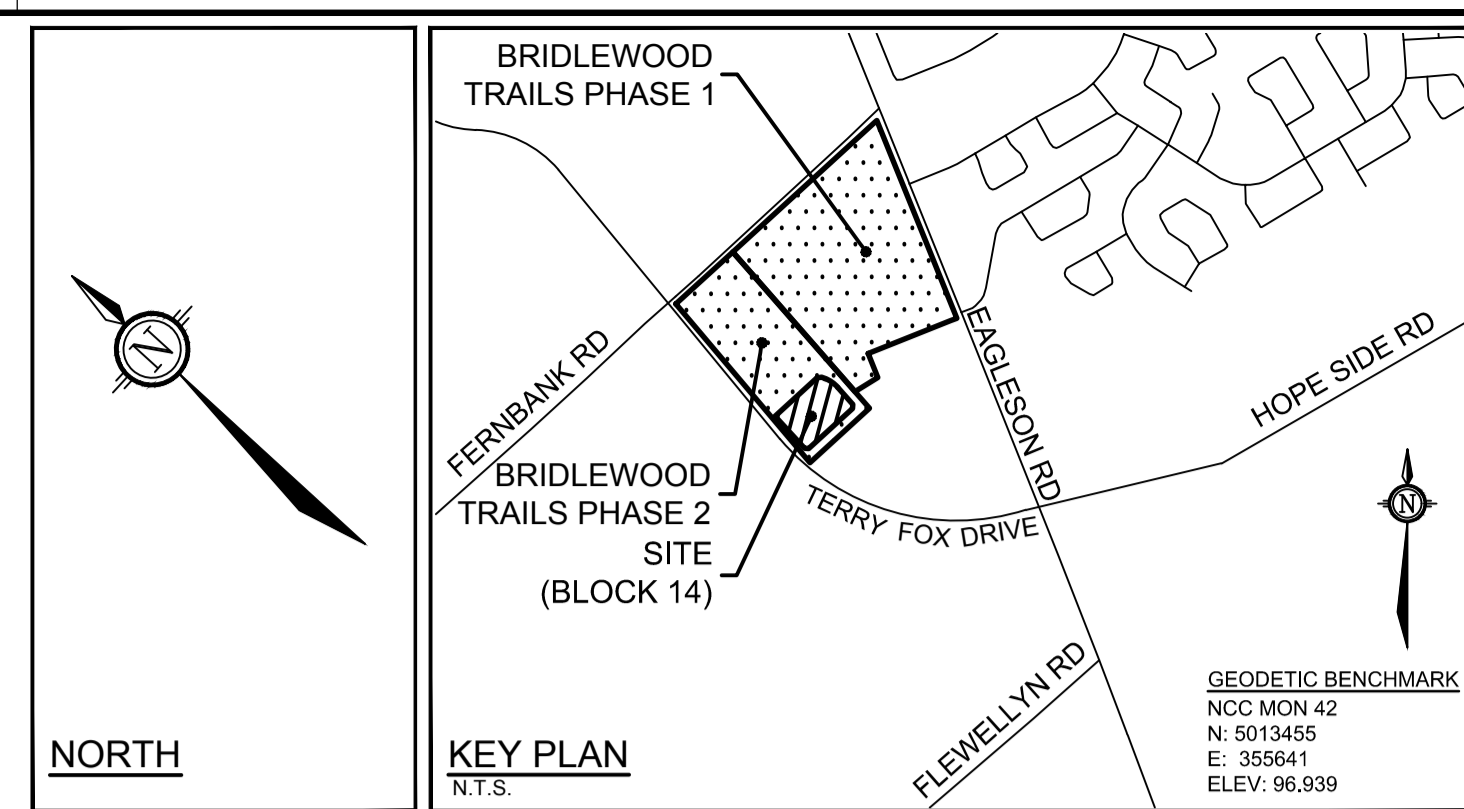 N
NORTH
BRIDLEWOOD
TRAILS PHASE 1
FERNBANK RD
EAGLESON RD
HOPE SIDE RD
BRIDLEWOOD
TRAILS PHASE 2
SITE
(BLOCK 14)
TERRY FOX DRIVE
N
FLEWELLYN RD
KEY PLAN
N.T.S.
GEODETIC BENCHMARK
NCC MON 42
N: 5013455
E: 355641
ELEV: 96.939